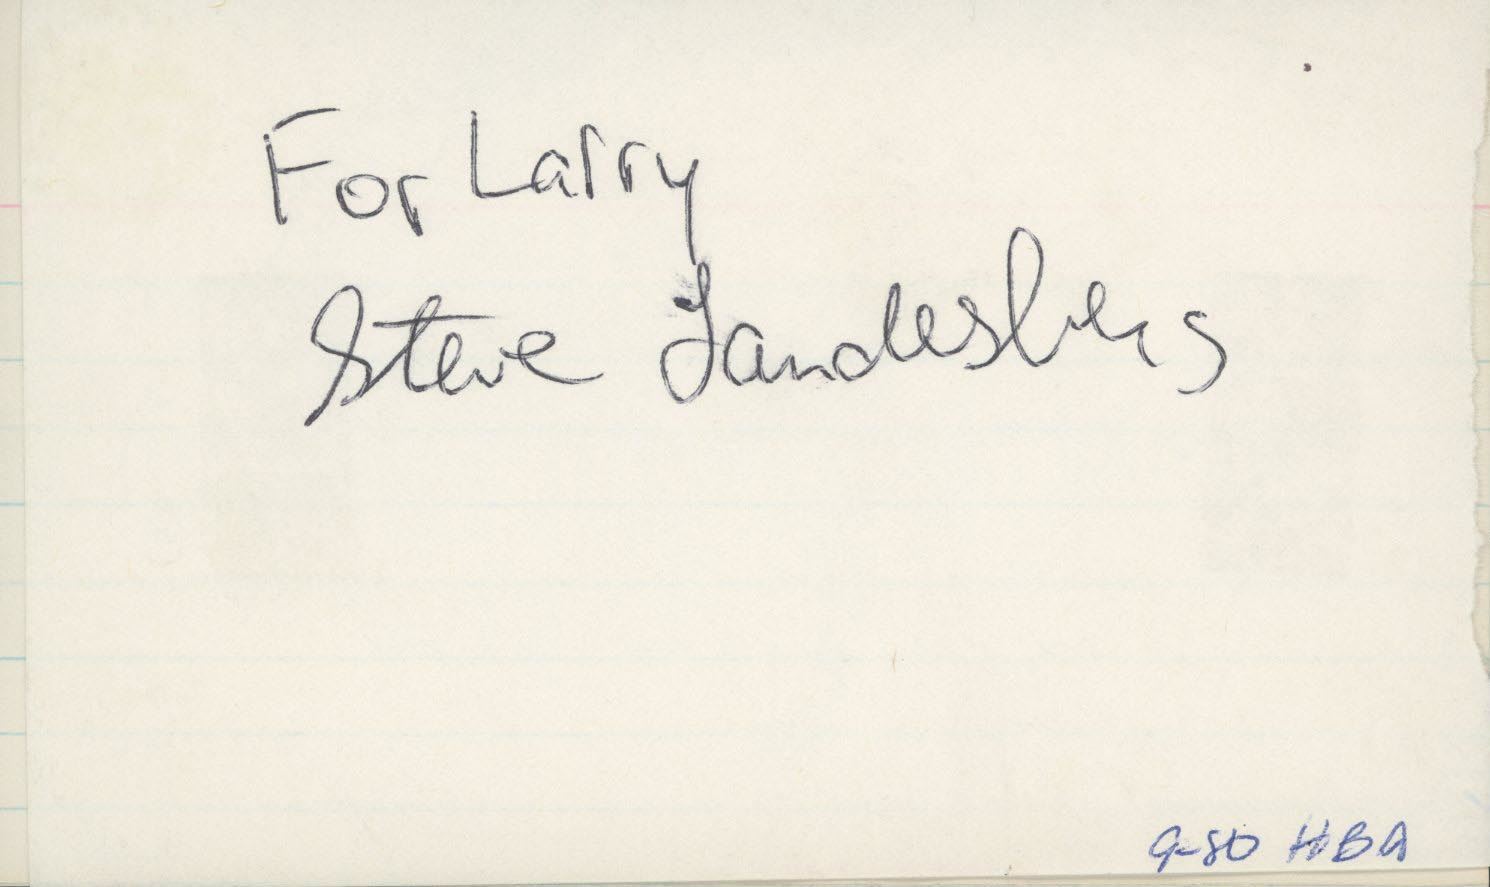 For Larry
Steve Landesberg
9-80 HBA